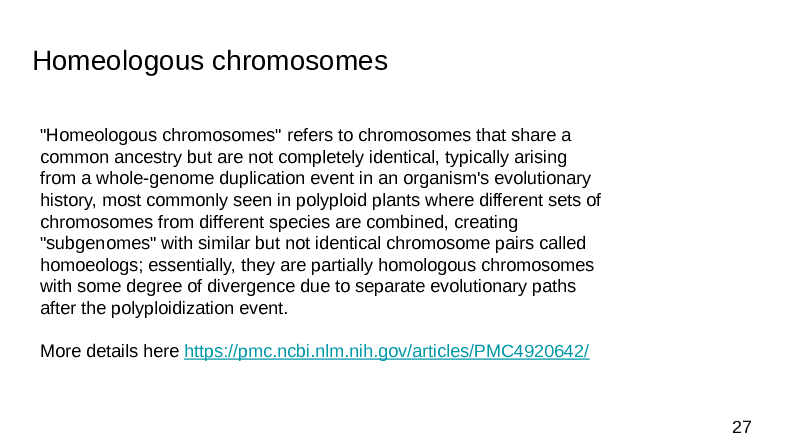 Homeologous chromosomes
"Homeologous chromosomes" refers to chromosomes that share a
common ancestry but are not completely identical, typically arising
from a whole-genome duplication event in an organism's evolutionary
history, most commonly seen in polyploid plants where different sets of
chromosomes from different species are combined, creating
"subgenomes" with similar but not identical chromosome pairs called
homoeologs; essentially, they are partially homologous chromosomes
with some degree of divergence due to separate evolutionary paths
after the polyploidization event.
More details here https://pmc.ncbi.nlm.nih.gov/articles/PMC4920642/
27